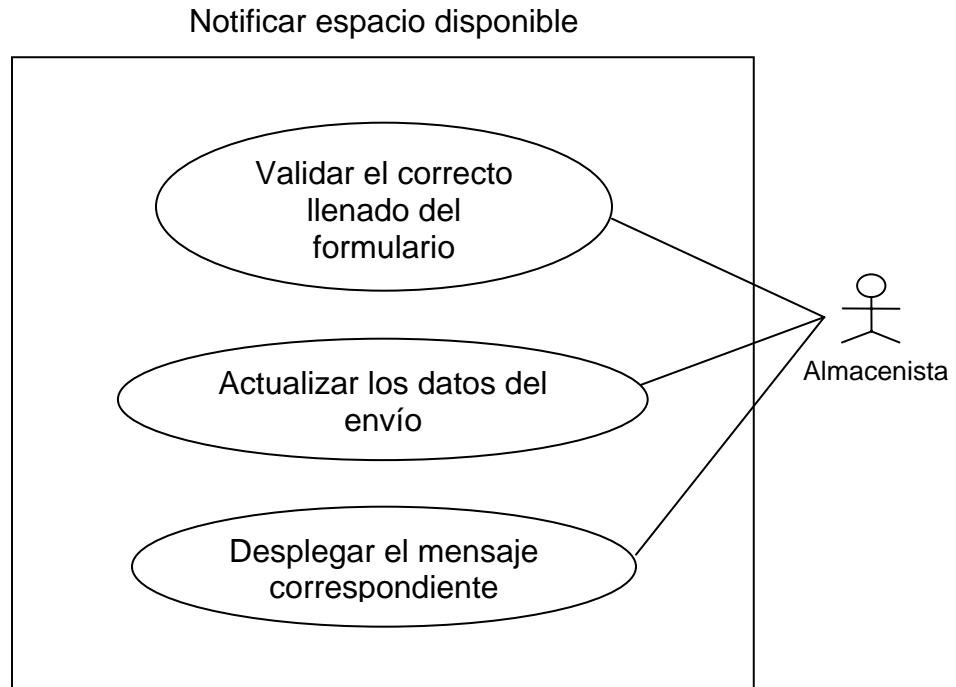 Notificar espacio disponible
Validar el correcto
llenado del
formulario
Actualizar los datos del
envío
Desplegar el mensaje
correspondiente
Almacenista